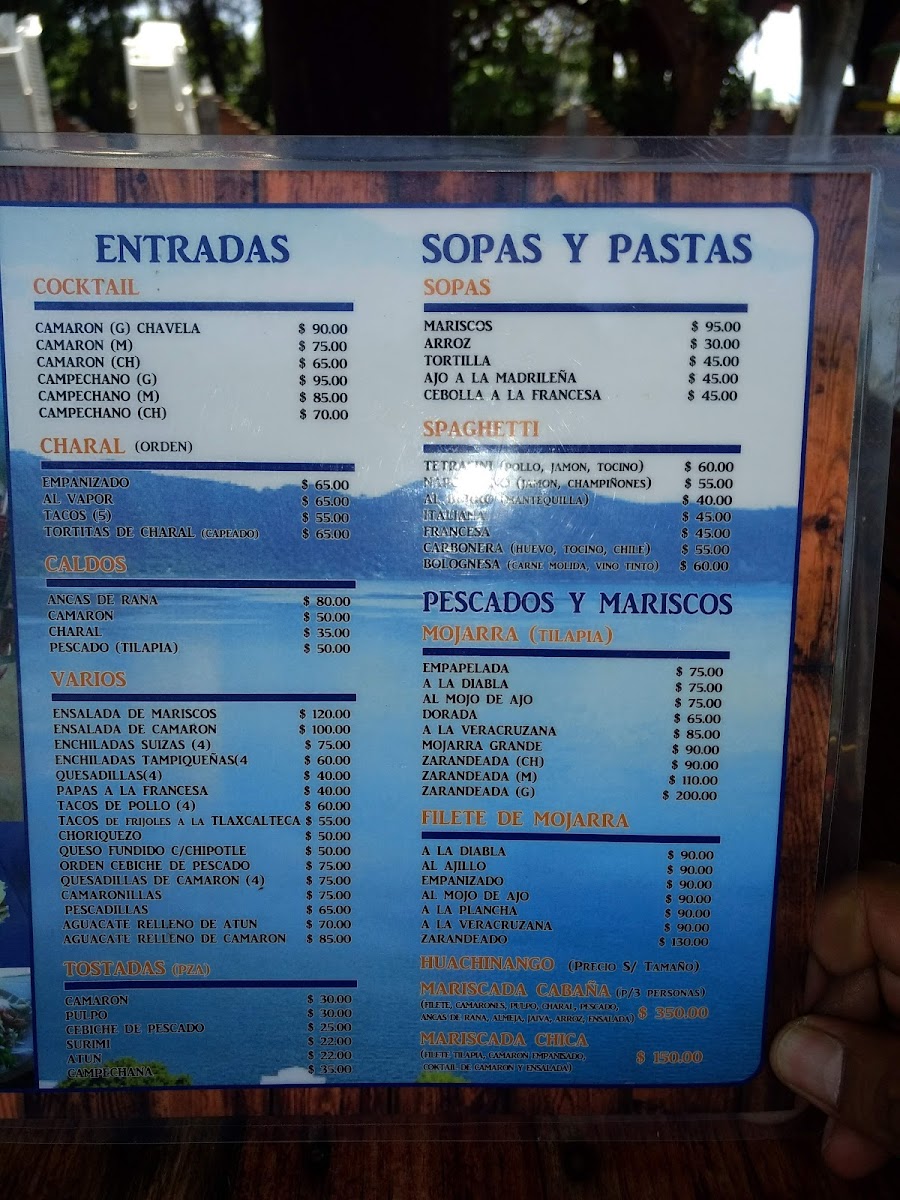 ENTRADAS
COCKTAIL
CAMARON (G) CHAVELA $ 90.00
CAMARON (M) $ 75.00
CAMARON (CH) $ 65.00
CAMPECHANO (G) $ 95.00
CAMPECHANO (M) $ 85.00
CAMPECHANO (CH) $ 70.00
CHARAL (ORDEN)
EMPANIZADO $ 65.00
AL VAPOR $ 65.00
TACOS (5) $ 55.00
TORTITAS DE CHARAL (CAPEADO) $ 65.00
CALDOS
ANCAS DE RANA $ 80.00
CAMARON $ 50.00
CHARAL $ 35.00
PESCADO (TILAPIA) $ 50.00
VARIOS
ENSALADA DE MARISCOS $ 120.00
ENSALADA DE CAMARON $ 100.00
ENCHILADAS SUIZAS (4) $ 75.00
ENCHILADAS TAMPIQUEÑAS(4 $ 60.00
QUESADILLAS(4) $ 40.00
PAPAS A LA FRANCESA $ 40.00
TACOS DE POLLO (4) $ 60.00
TACOS DE FRIJOLES A LA TLAXCALTECA $ 55.00
CHORIQUEZO $ 50.00
QUESO FUNDIDO C/CHIPOTLE $ 50.00
ORDEN CEBICHE DE PESCADO $ 75.00
QUESADILLAS DE CAMARON (4) $ 75.00
CAMARONILLAS $ 75.00
PESCADILLAS $ 65.00
AGUACATE RELLENO DE ATUN $ 70.00
AGUACATE RELLENO DE CAMARON $ 85.00
TOSTADAS (PZA)
CAMARON $ 30.00
PULPO $ 30.00
CEBICHE DE PESCADO $ 25.00
SURIMI $ 22.00
ATUN $ 22.00
CAMPECHANA $ 35.00
SOPAS Y PASTAS
SOPAS
MARISCOS $ 95.00
ARROZ $ 30.00
TORTILLA $ 45.00
AJO A LA MADRILEÑA $ 45.00
CEBOLLA A LA FRANCESA $ 45.00
SPAGHETTI
TETRAZINI (POLLO, JAMON, TOCINO) $ 60.00
(JAMON, CHAMPIÑONES) $ 55.00
AL BURRO (MANTEQUILLA) $ 40.00
ITALIANA $ 45.00
FRANCESA $ 45.00
CARBONERA (HUEVO, TOCINO, CHILE) $ 55.00
BOLOGNESA (CARNE MOLIDA, VINO TINTO) $ 60.00
PESCADOS Y MARISCOS
MOJARRA (TILAPIA)
EMPAPELADA $ 75.00
A LA DIABLA $ 75.00
AL MOJO DE AJO $ 75.00
DORADA $ 65.00
A LA VERACRUZANA $ 85.00
MOJARRA GRANDE $ 90.00
ZARANDEADA (CH) $ 90.00
ZARANDEADA (M) $ 110.00
ZARANDEADA (G) $ 200.00
FILETE DE MOJARRA
A LA DIABLA $ 90.00
AL AJILLO $ 90.00
EMPANIZADO $ 90.00
AL MOJO DE AJO $ 90.00
A LA PLANCHA $ 90.00
A LA VERACRUZANA $ 90.00
ZARANDEADO $ 130.00
HUACHINANGO (PRECIO S/ TAMAÑO)
MARISCADA CABAÑA (P/3 PERSONAS)
(FILETE, CAMARONES, PULPO, CHARAL, PESCADO,
ANCAS DE RANA, ALMEJA, JAIVA, ARROZ, ENSALADA) $ 350.00
MARISCADA CHICA
(FILETE TILAPIA, CAMARON EMPANISADO, $ 150.00
COKTAIL DE CAMARON Y ENSALADA)